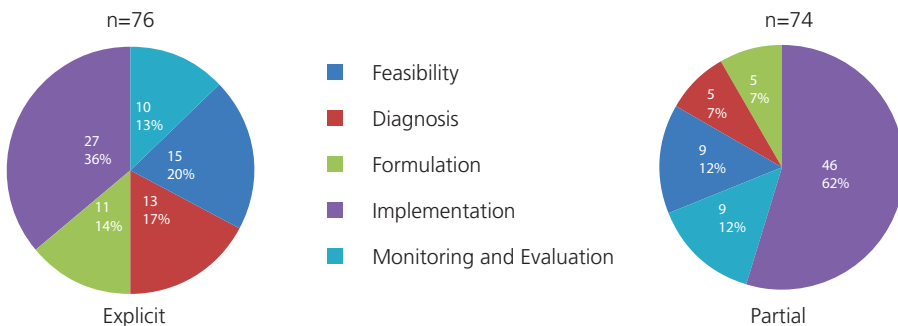 n=76
10
13%
15
20%
13
17%
11
14%
27
36%
Explicit
Feasibility
Diagnosis
Formulation
Implementation
Monitoring and Evaluation
n=74
46
62%
9
12%
9
12%
5
7%
5
7%
Partial